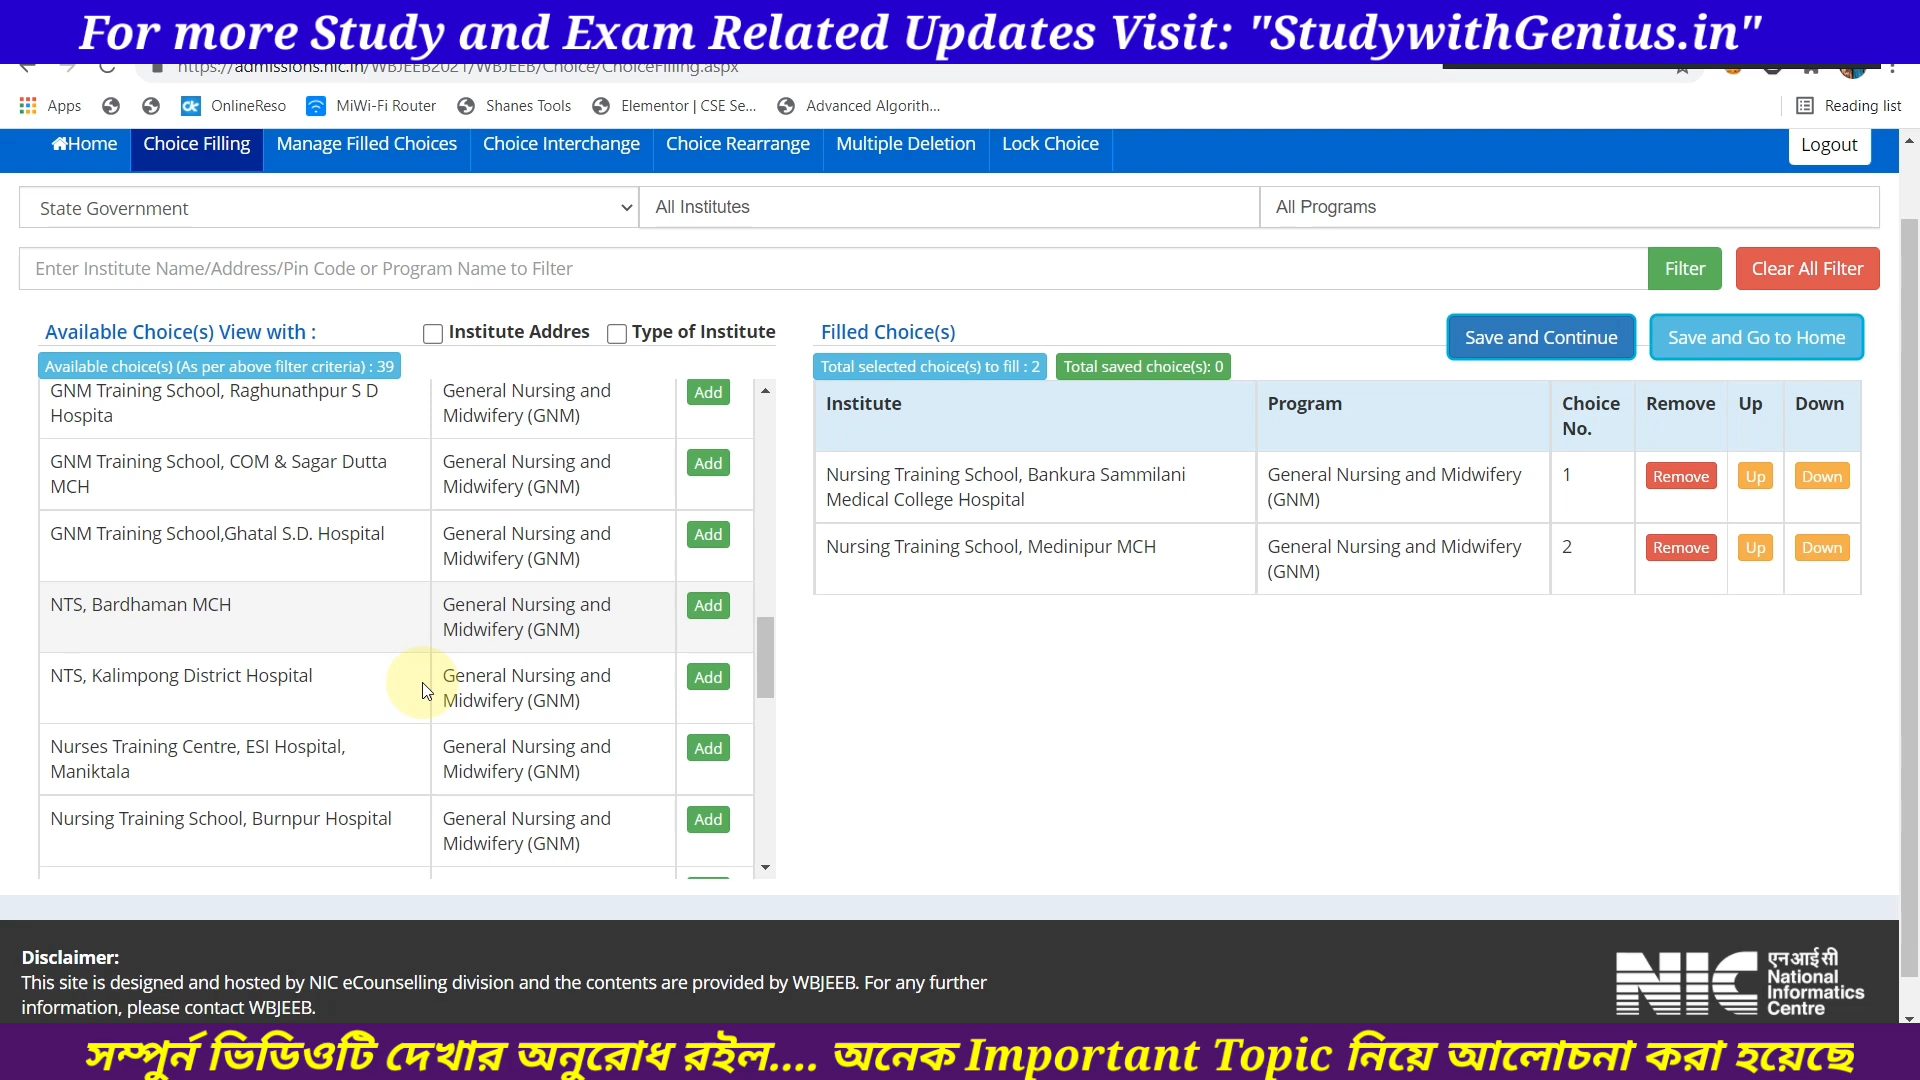 For more Study and Exam Related Updates Visit: "StudywithGenius.in"
https://admissions.nic.in/WBJEEB2021/WBJEEB/Choice/ChoiceFilling.aspx
Apps OnlineReso MiWi-Fi Router Shanes Tools Elementor | CSE Se... Advanced Algorith... Reading list
Home Choice Filling Manage Filled Choices Choice Interchange Choice Rearrange Multiple Deletion Lock Choice Logout
State Government All Institutes All Programs
Enter Institute Name/Address/Pin Code or Program Name to Filter Filter Clear All Filter
Available Choice(s) View with : Institute Addres Type of Institute
Available choice(s) (As per above filter criteria) : 39
GNM Training School, Raghunathpur S D
Hospita
General Nursing and
Midwifery (GNM)
Add
GNM Training School, COM & Sagar Dutta
MCH
General Nursing and
Midwifery (GNM)
Add
GNM Training School,Ghatal S.D. Hospital
General Nursing and
Midwifery (GNM)
Add
NTS, Bardhaman MCH
General Nursing and
Midwifery (GNM)
Add
NTS, Kalimpong District Hospital
General Nursing and
Midwifery (GNM)
Add
Nurses Training Centre, ESI Hospital,
Maniktala
General Nursing and
Midwifery (GNM)
Add
Nursing Training School, Burnpur Hospital
General Nursing and
Midwifery (GNM)
Add
Filled Choice(s) Save and Continue Save and Go to Home
Total selected choice(s) to fill : 2 Total saved choice(s): 0
Institute Program Choice No. Remove Up Down
Nursing Training School, Bankura Sammilani
Medical College Hospital
General Nursing and Midwifery
(GNM)
1 Remove Up Down
Nursing Training School, Medinipur MCH
General Nursing and Midwifery
(GNM)
2 Remove Up Down
Disclaimer:
This site is designed and hosted by NIC eCounselling division and the contents are provided by WBJEEB. For any further
information, please contact WBJEEB.
NIC
एनआईसी
National
Informatics
Centre
সম্পুর্ন ভিডিওটি দেখার অনুরোধ রইল.... অনেক Important Topic নিয়ে আলোচনা করা হয়েছে